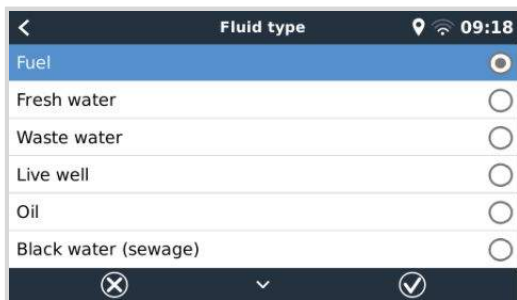 Fluid type 09:18
Fuel
Fresh water
Waste water
Live well
Oil
Black water (sewage)